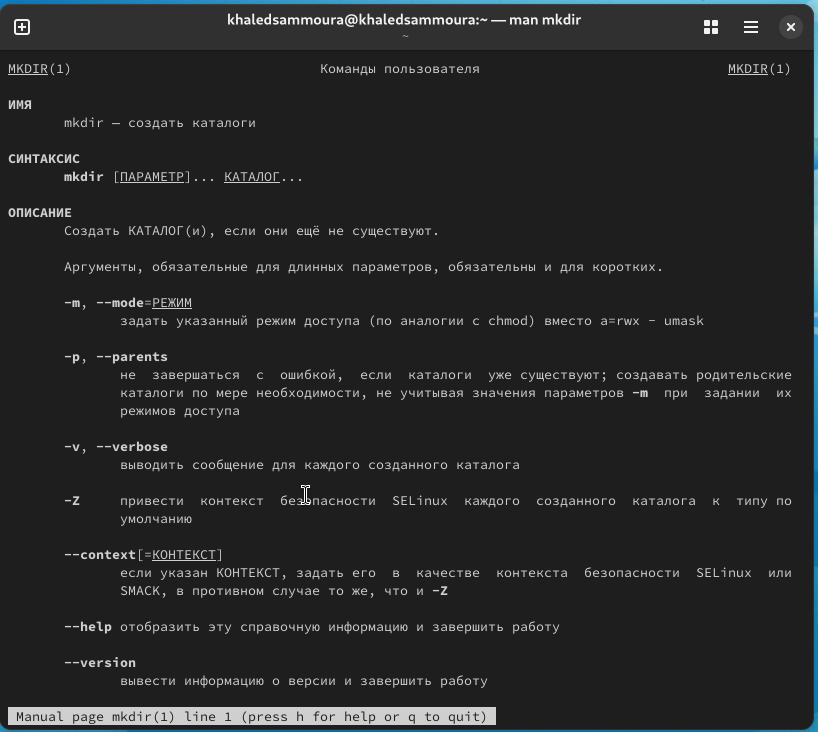 khaledsammoura@khaledsammoura:~ — man mkdir
~
MKDIR(1) Команды пользователя MKDIR(1)
ИМЯ
mkdir — создать каталоги
СИНТАКСИС
mkdir [ПАРАМЕТР]... КАТАЛОГ...
ОПИСАНИЕ
Создать КАТАЛОГ(и), если они ещё не существуют.
Аргументы, обязательные для длинных параметров, обязательны и для коротких.
-m, --mode=РЕЖИМ
задать указанный режим доступа (по аналогии с chmod) вместо a=rwx - umask
-p, --parents
не завершаться с ошибкой, если каталоги уже существуют; создавать родительские
каталоги по мере необходимости, не учитывая значения параметров -m при задании их
режимов доступа
-v, --verbose
выводить сообщение для каждого созданного каталога
-Z привести контекст безопасности SELinux каждого созданного каталога к типу по
умолчанию
--context[=КОНТЕКСТ]
если указан КОНТЕКСТ, задать его в качестве контекста безопасности SELinux или
SMACK, в противном случае то же, что и -Z
--help отобразить эту справочную информацию и завершить работу
--version
вывести информацию о версии и завершить работу
Manual page mkdir(1) line 1 (press h for help or q to quit)